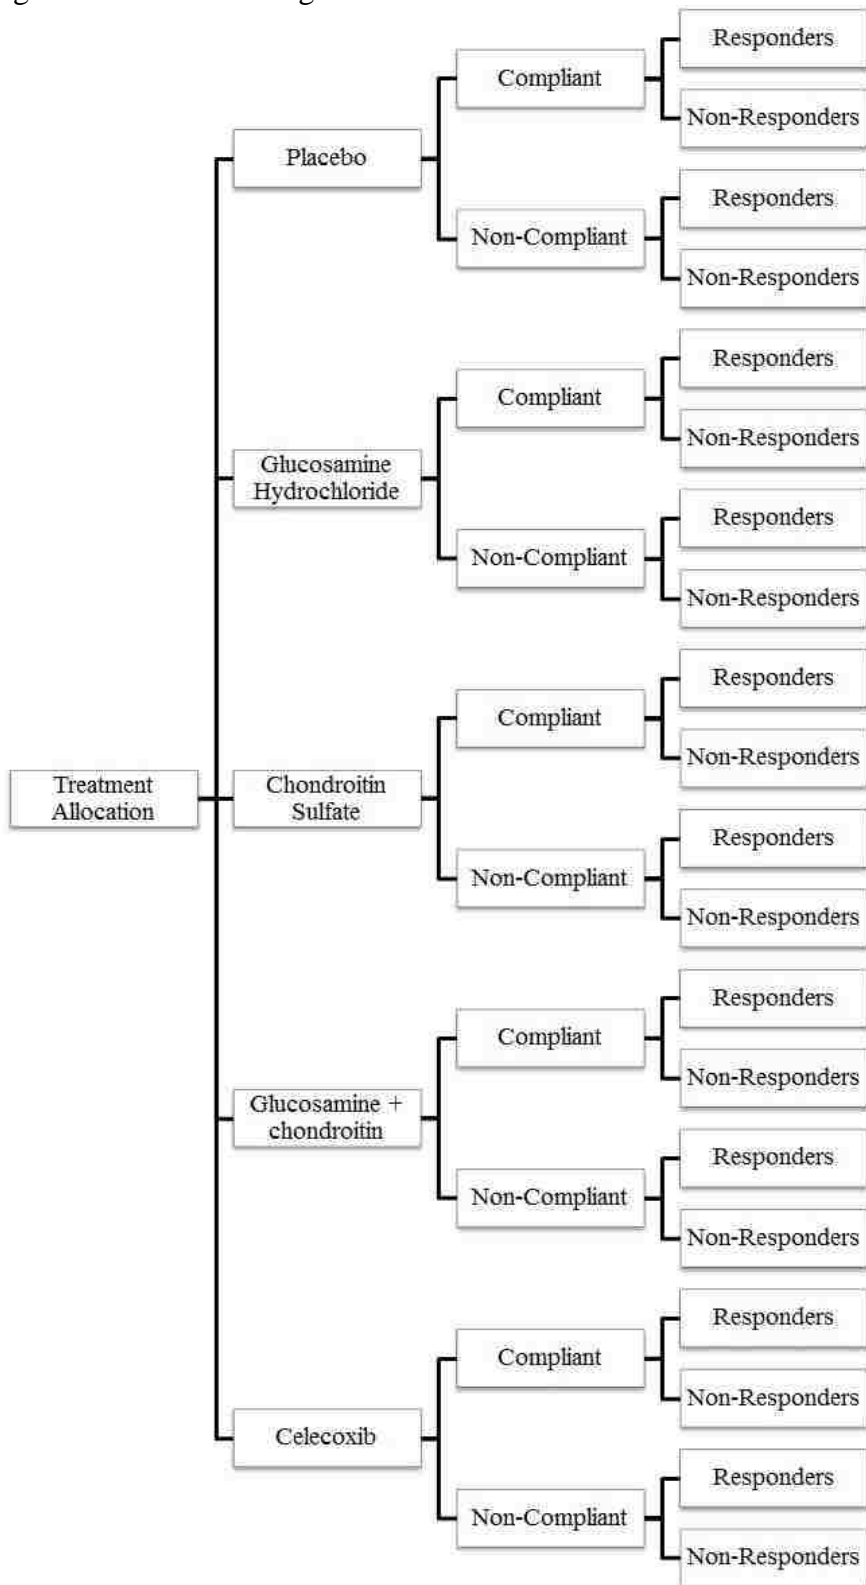 Responders
Compliant
Non-Responders
Placebo
Responders
Non-Compliant
Non-Responders
Responders
Compliant
Non-Responders
Glucosamine
Hydrochloride
Responders
Non-Compliant
Non-Responders
Responders
Compliant
Non-Responders
Treatment
Allocation
Chondroitin
Sulfate
Responders
Non-Compliant
Non-Responders
Responders
Compliant
Non-Responders
Glucosamine +
chondroitin
Responders
Non-Compliant
Non-Responders
Responders
Compliant
Non-Responders
Celecoxib
Responders
Non-Compliant
Non-Responders